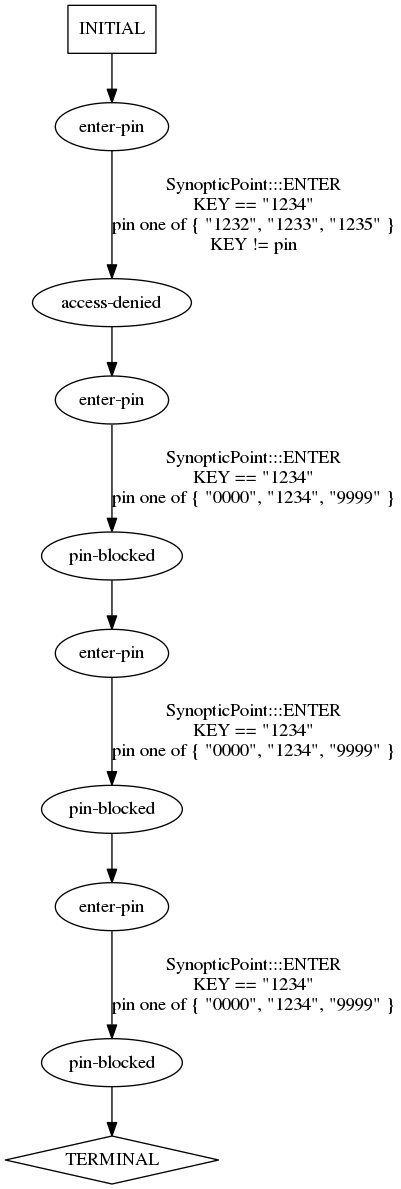 INITIAL
enter-pin
SynopticPoint:::ENTER
KEY == "1234"
pin one of { "1232", "1233", "1235" }
KEY != pin
access-denied
enter-pin
SynopticPoint:::ENTER
KEY == "1234"
pin one of { "0000", "1234", "9999" }
pin-blocked
enter-pin
SynopticPoint:::ENTER
KEY == "1234"
pin one of { "0000", "1234", "9999" }
pin-blocked
enter-pin
SynopticPoint:::ENTER
KEY == "1234"
pin one of { "0000", "1234", "9999" }
pin-blocked
TERMINAL